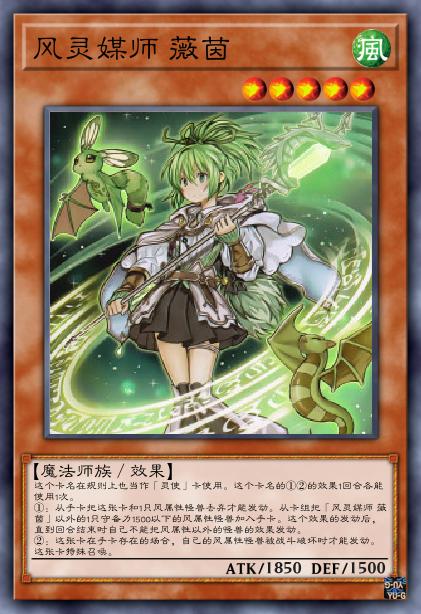 风灵媒师 薇茵
風
【魔法师族／效果】
这个卡名在规则上也当作「灵使」卡使用。这个卡名的①②的效果1回合各能
使用1次。
①：从手卡把这张卡和1只风属性怪兽丢弃才能发动。从卡组把「风灵媒师 薇
茵」以外的1只守备力1500以下的风属性怪兽加入手卡。这个效果的发动后，
直到回合结束时自己不能把风属性以外的怪兽的效果发动。
②：这张卡在手卡存在的场合，自己的风属性怪兽被战斗破坏时才能发动。
这张卡特殊召唤。
ATK/1850 DEF/1500